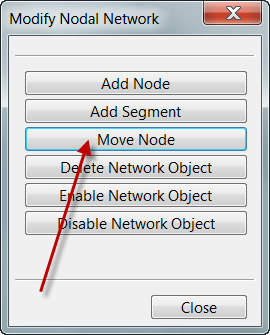 Modify Nodal Network
Add Node
Add Segment
Move Node
Delete Network Object
Enable Network Object
Disable Network Object
Close